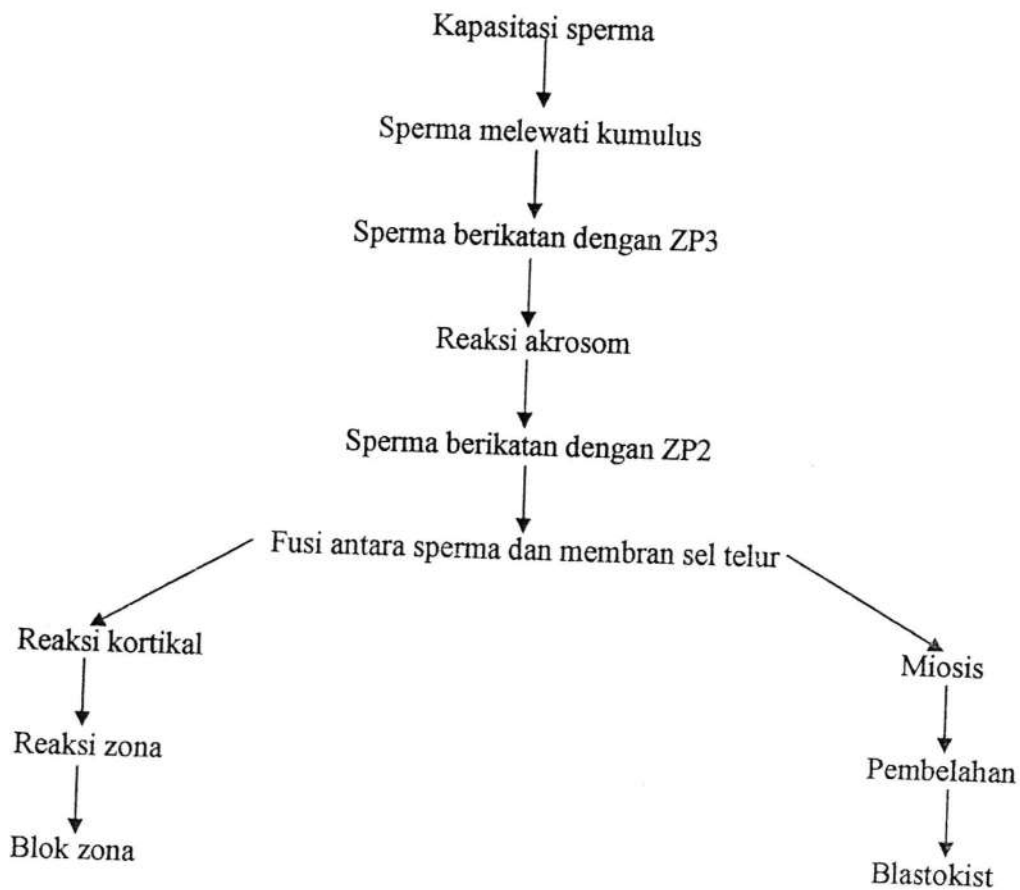 Kapasitasi sperma
Sperma melewati kumulus
Sperma berikatan dengan ZP3
Reaksi akrosom
Sperma berikatan dengan ZP2
Fusi antara sperma dan membran sel telur
Reaksi kortikal
Reaksi zona
Blok zona
Miosis
Pembelahan
Blastokist